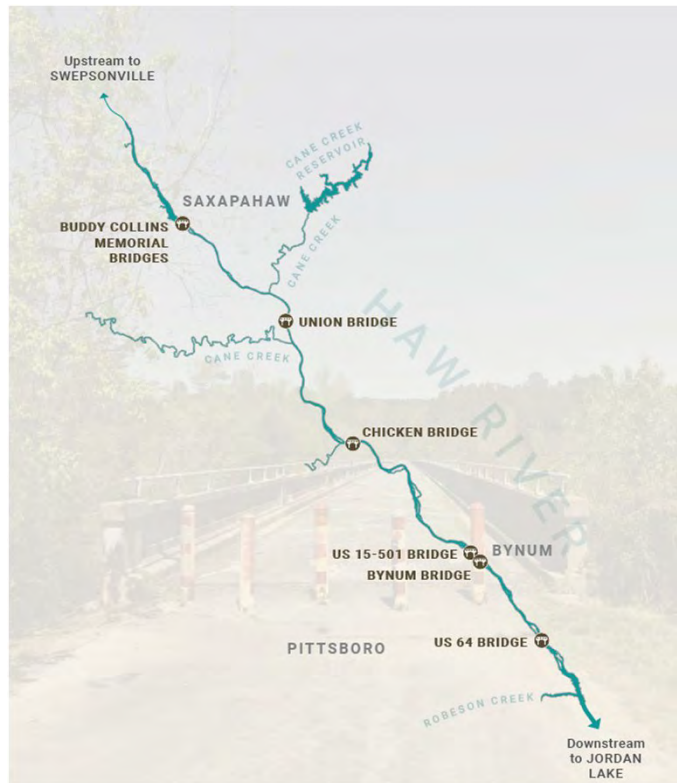 Upstream to
SWEPSONVILLE
CANE CREEK
RESERVOIR
SAXAPAHAW
BUDDY COLLINS
MEMORIAL
BRIDGES
CANE CREEK
UNION BRIDGE
CANE CREEK
HAW RIVER
CHICKEN BRIDGE
US 15-501 BRIDGE
BYNUM
BYNUM BRIDGE
US 64 BRIDGE
PITTSBORO
ROBESON CREEK
Downstream
to JORDAN
LAKE